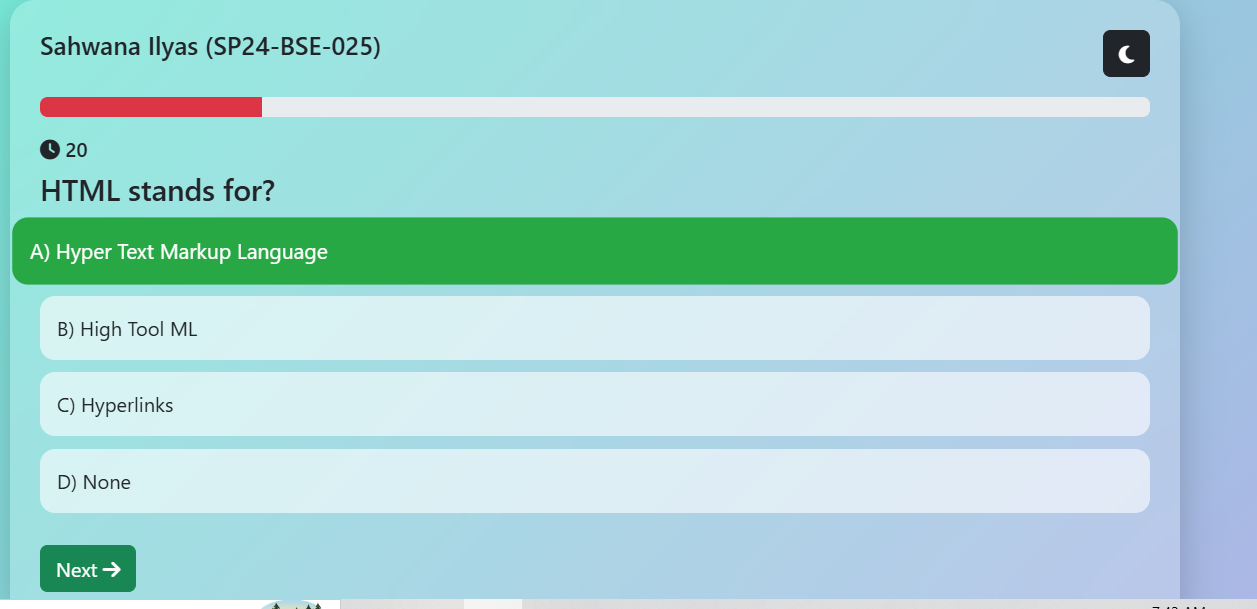 Sahwana Ilyas (SP24-BSE-025)
20
HTML stands for?
A) Hyper Text Markup Language
B) High Tool ML
C) Hyperlinks
D) None
Next